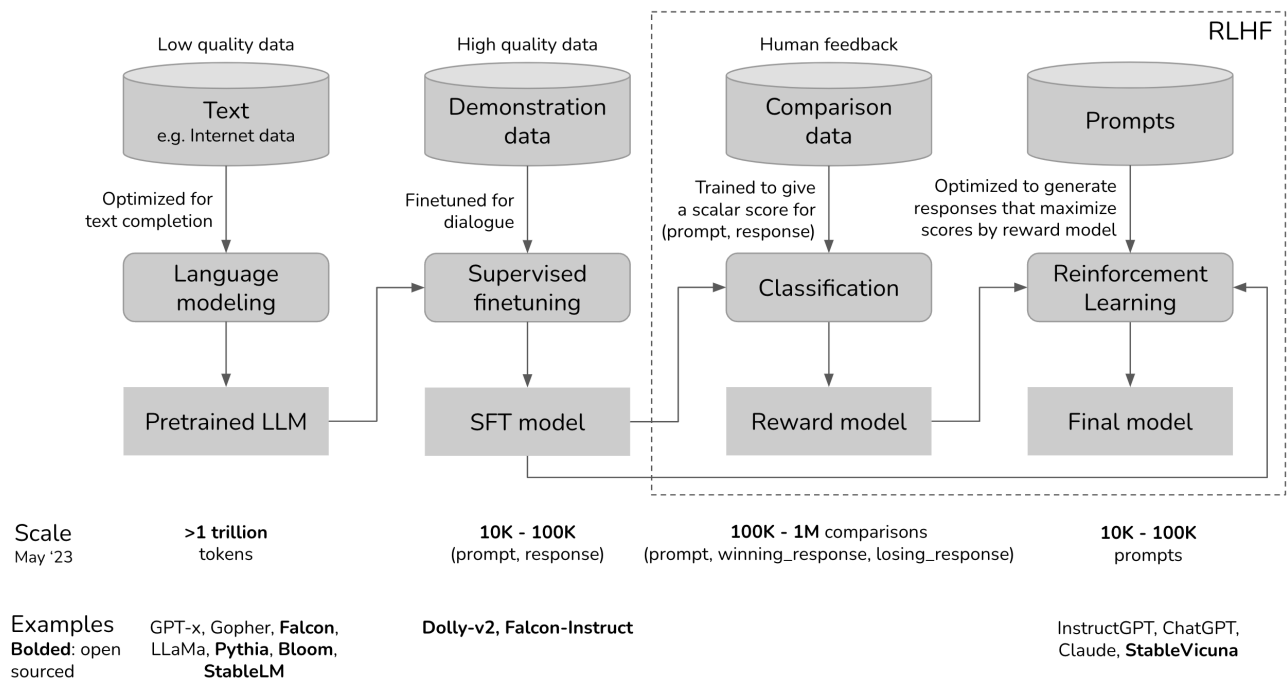 RLHF
Low quality data
High quality data
Human feedback
Text
e.g. Internet data
Demonstration
data
Comparison
data
Prompts
Optimized for
text completion
Finetuned for
dialogue
Trained to give
a scalar score for
(prompt, response)
Optimized to generate
responses that maximize
scores by reward model
Language
modeling
Supervised
finetuning
Classification
Reinforcement
Learning
Pretrained LLM
SFT model
Reward model
Final model
Scale
May ‘23
>1 trillion
tokens
10K - 100K
(prompt, response)
100K - 1M comparisons
(prompt, winning_response, losing_response)
10K - 100K
prompts
Examples
Bolded: open
sourced
GPT-x, Gopher, Falcon,
LLaMa, Pythia, Bloom,
StableLM
Dolly-v2, Falcon-Instruct
InstructGPT, ChatGPT,
Claude, StableVicuna